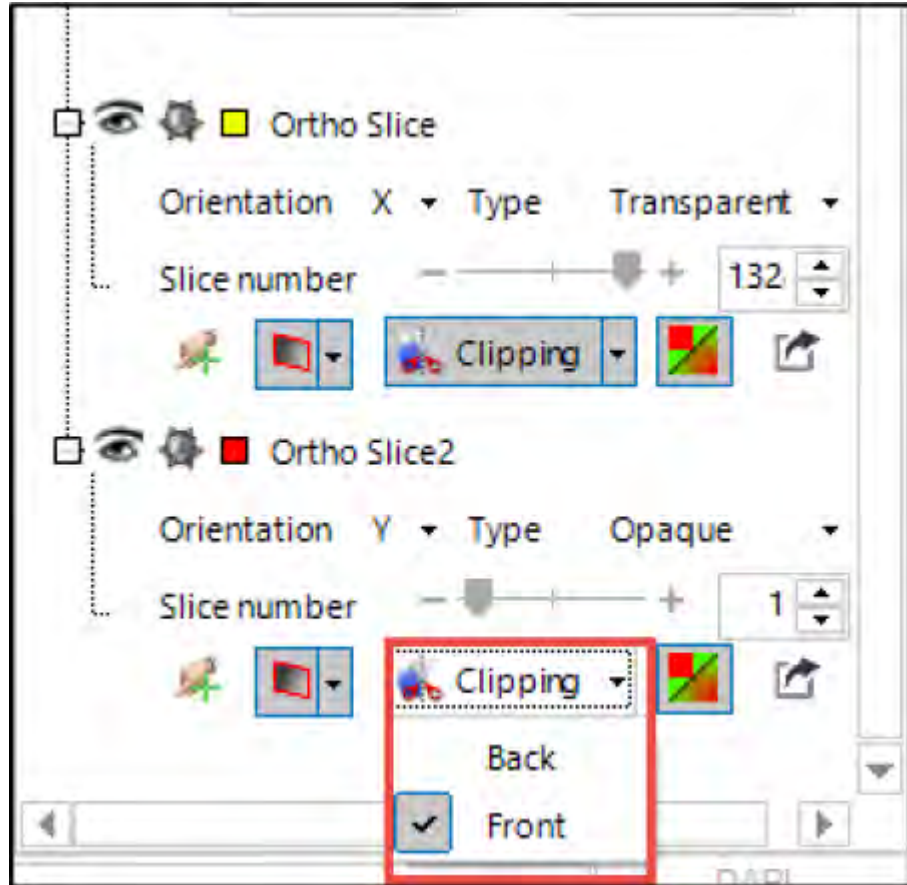 Ortho Slice
Orientation X Type Transparent
Slice number 132
Clipping
Ortho Slice2
Orientation Y Type Opaque
Slice number 1
Clipping
Back
Front